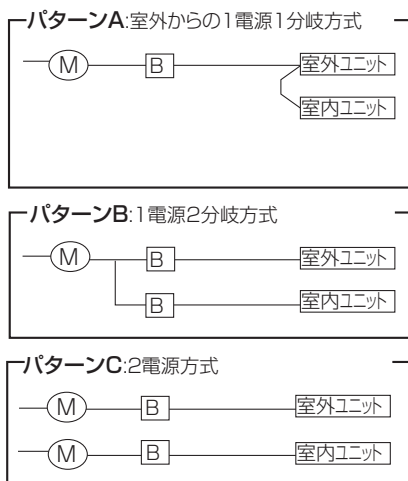 パターンA:室外からの1電源1分岐方式
M B 室外ユニット
室内ユニット
パターンB:1電源2分岐方式
M B 室外ユニット
B 室内ユニット
パターンC:2電源方式
M B 室外ユニット
M B 室内ユニット